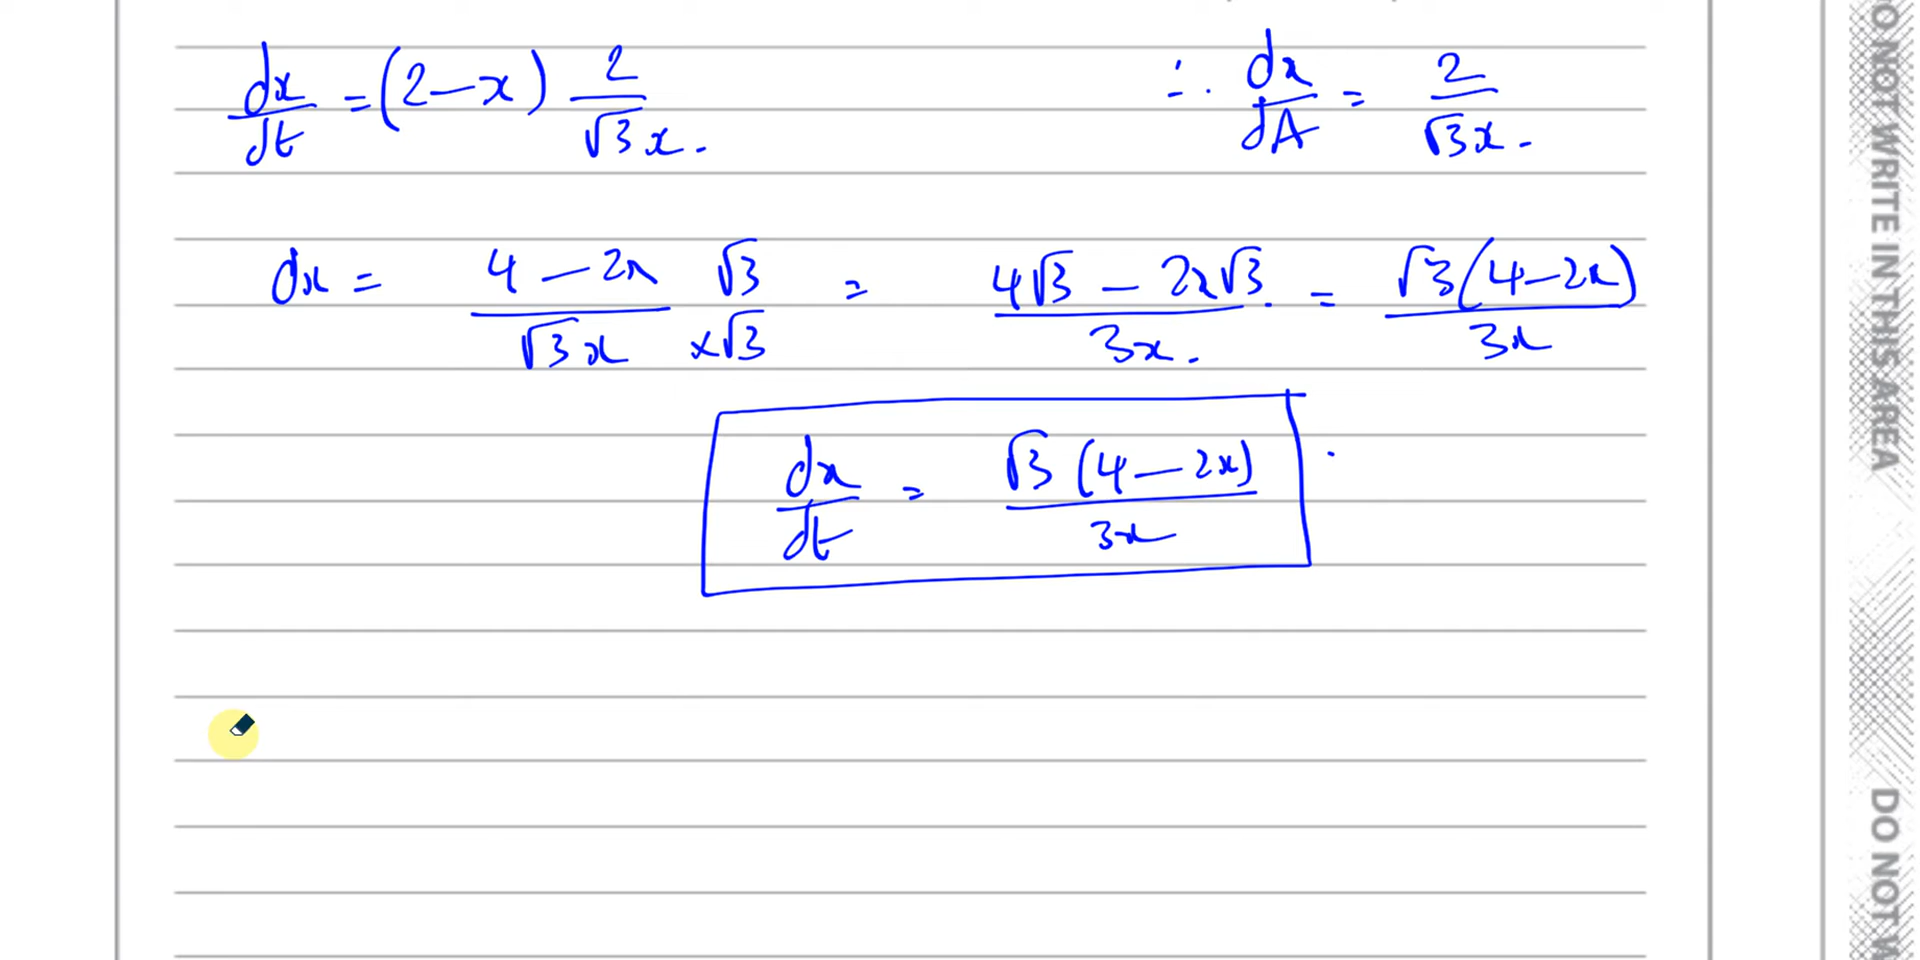 dx/dt = (2 - x) 2/√3x. ∴ dx/dA = 2/√3x.
dx = 4 - 2x √3 / √3x ×√3 = 4√3 - 2x√3. / 3x. = √3(4-2x) / 3x
dx/dt = √3 (4 - 2x) / 3x .
DO NOT WRITE IN THIS AREA
DO NOT W